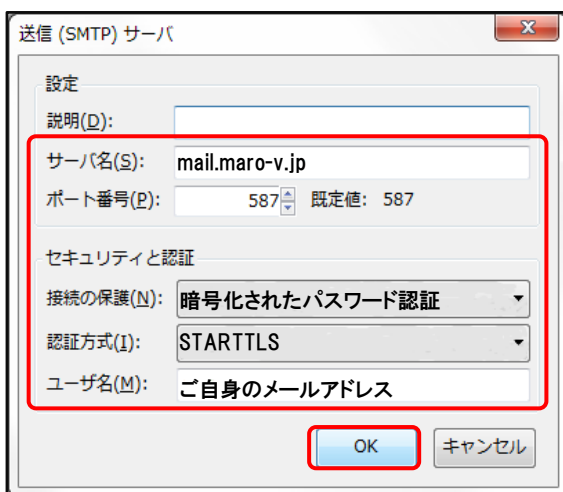 送信 (SMTP) サーバ
設定
説明(D):
サーバ名(S): mail.maro-v.jp
ポート番号(P): 587 既定値: 587
セキュリティと認証
接続の保護(N): 暗号化されたパスワード認証
認証方式(I): STARTTLS
ユーザ名(M): ご自身のメールアドレス
OK キャンセル